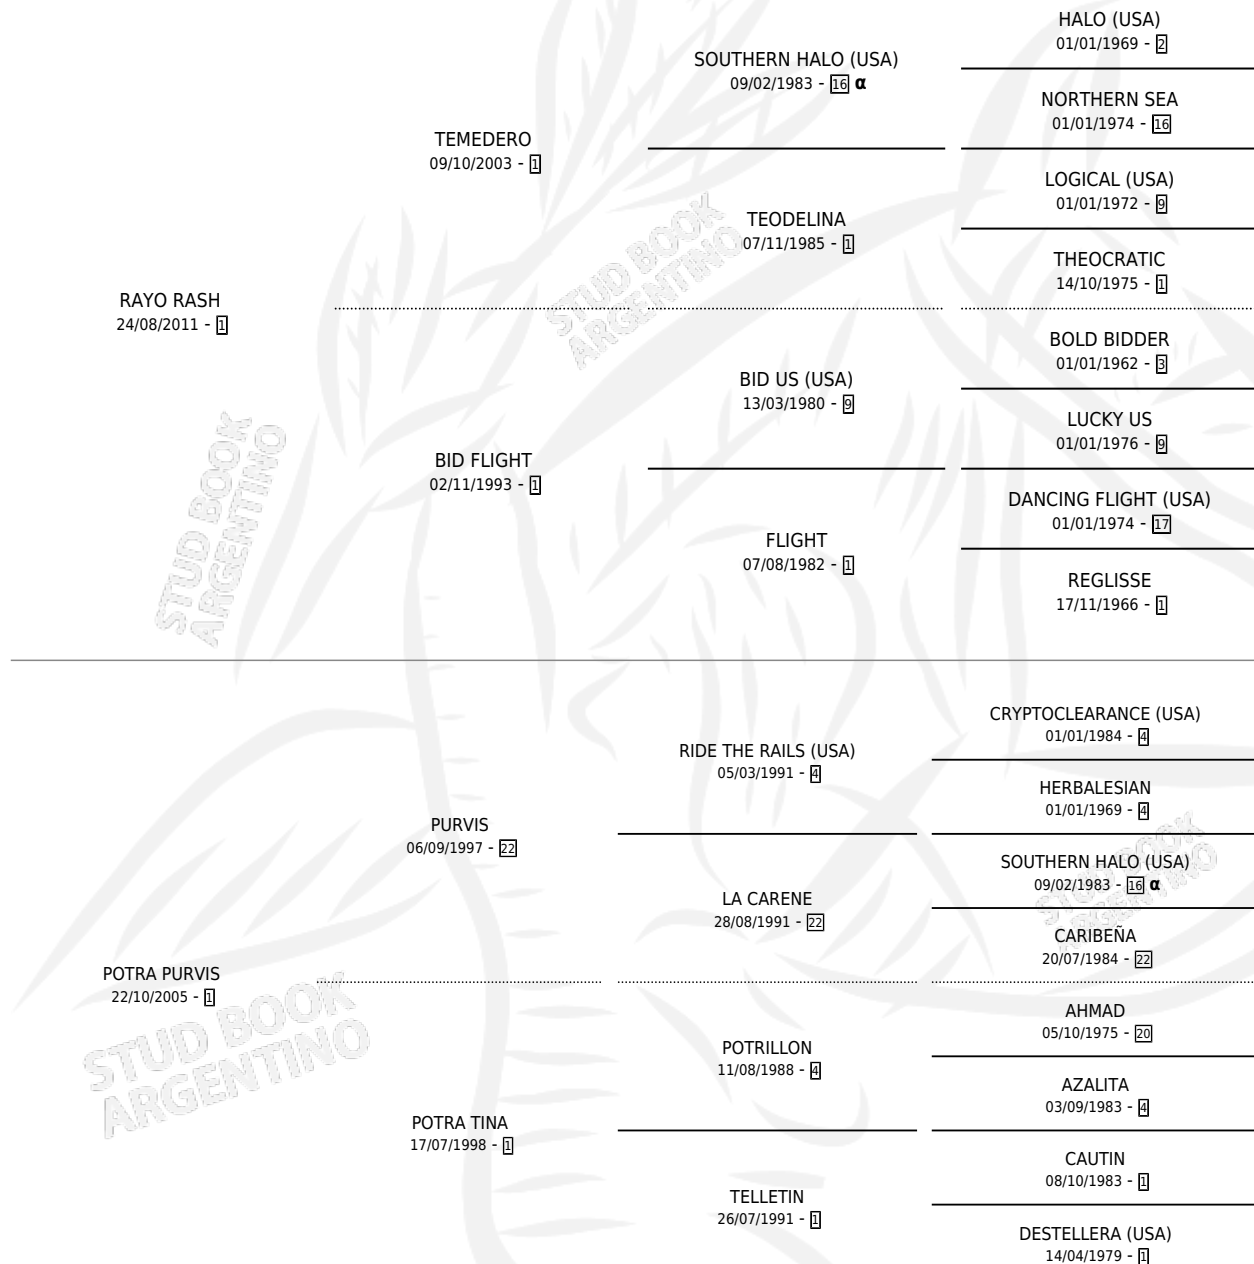 HALO (USA)
01/01/1969 - 2
SOUTHERN HALO (USA)
09/02/1983 - 16 α
NORTHERN SEA
01/01/1974 - 16
TEMEDERO
09/10/2003 - 1
LOGICAL (USA)
01/01/1972 - 9
TEODELINA
07/11/1985 - 1
THEOCRATIC
14/10/1975 - 1
RAYO RASH
24/08/2011 - 1
BOLD BIDDER
01/01/1962 - 3
BID US (USA)
13/03/1980 - 9
LUCKY US
01/01/1976 - 9
BID FLIGHT
02/11/1993 - 1
DANCING FLIGHT (USA)
01/01/1974 - 17
FLIGHT
07/08/1982 - 1
REGLISSE
17/11/1966 - 1
CRYPTOCLEARANCE (USA)
01/01/1984 - 4
RIDE THE RAILS (USA)
05/03/1991 - 4
HERBALESIAN
01/01/1969 - 4
PURVIS
06/09/1997 - 22
SOUTHERN HALO (USA)
09/02/1983 - 16 α
LA CARENE
28/08/1991 - 22
CARIBEÑA
20/07/1984 - 22
POTRA PURVIS
22/10/2005 - 1
AHMAD
05/10/1975 - 20
POTRILLON
11/08/1988 - 4
AZALITA
03/09/1983 - 4
POTRA TINA
17/07/1998 - 1
CAUTIN
08/10/1983 - 1
TELLETIN
26/07/1991 - 1
DESTELLERA (USA)
14/04/1979 - 1
STUD BOOK
ARGENTINO
STUD BOOK
ARGENTINO
STUD BOOK
ARGENTINO
STUD BOOK
ARGENTINO